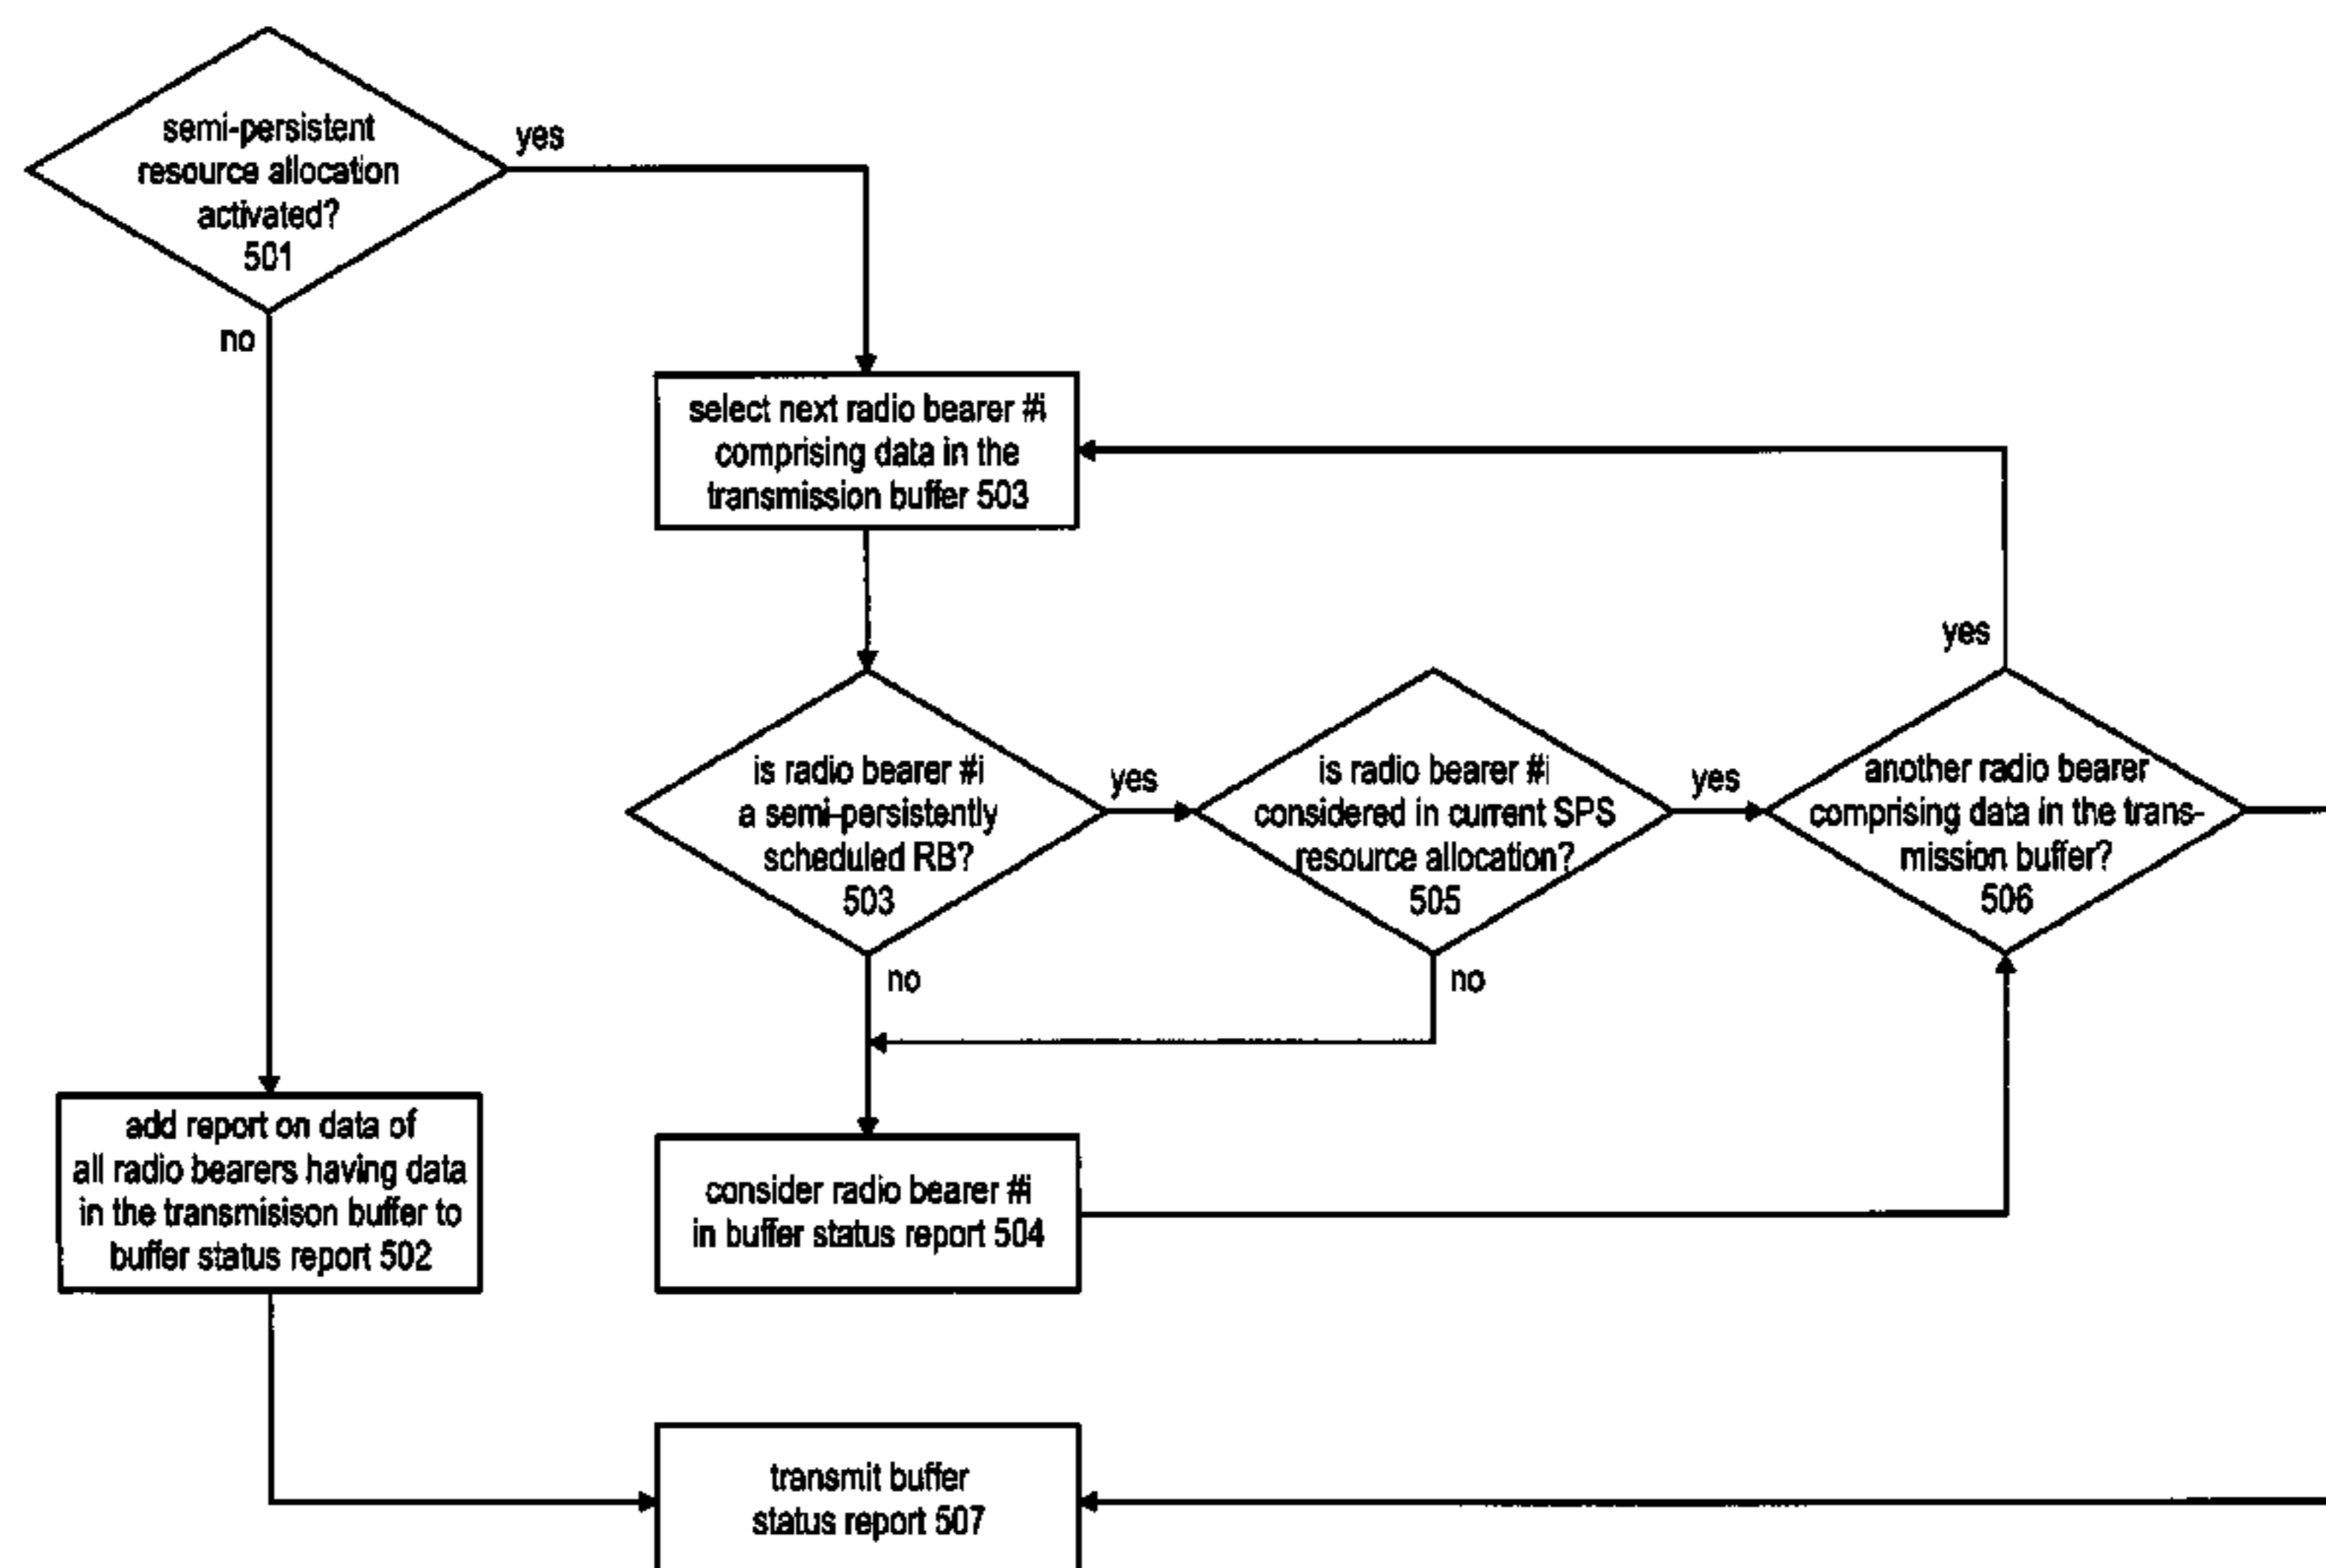 semi-persistent
resource allocation
activated?
501
yes
no
select next radio bearer #i
comprising data in the
transmission buffer 503
yes
is radio bearer #i
a semi-persistently
scheduled RB?
503
yes
is radio bearer #i
considered in current SPS
resource allocation?
505
yes
another radio bearer
comprising data in the trans-
mission buffer?
506
no
no
add report on data of
all radio bearers having data
in the transmisison buffer to
buffer status report 502
consider radio bearer #i
in buffer status report 504
transmit buffer
status report 507